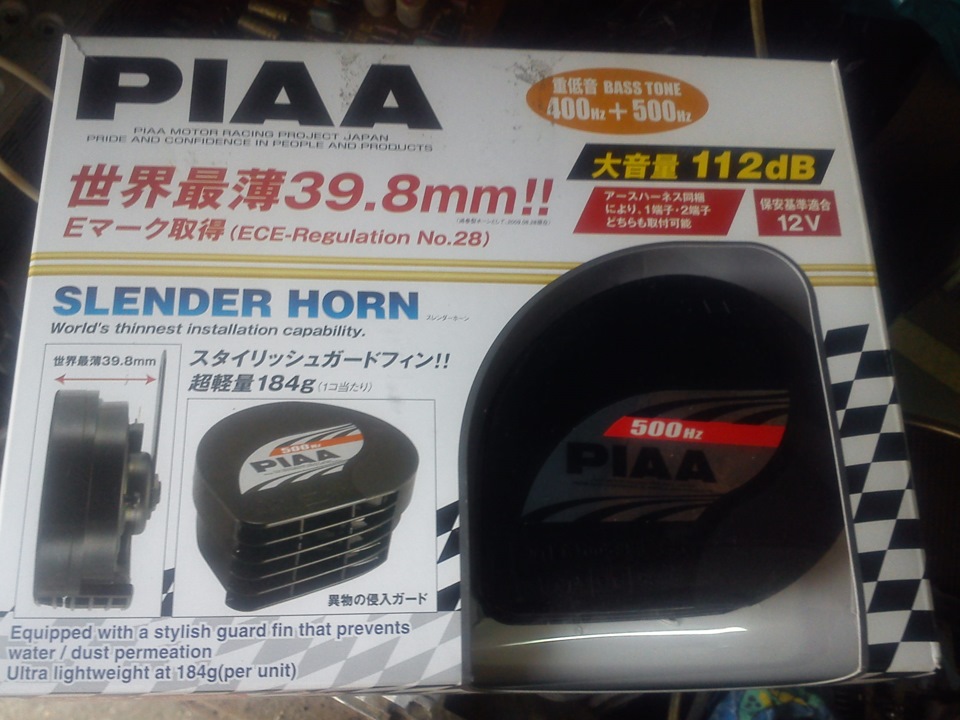 PIAA
PIAA MOTOR RACING PROJECT JAPAN
PRIDE AND CONFIDENCE IN PEOPLE AND PRODUCTS
重低音 BASS TONE
400Hz+500Hz
大音量 112dB
世界最薄39.8mm!!
Eマーク取得(ECE-Regulation No.28)
アースハーネス同梱
により、1端子・2端子
どちらも取付可能
保安基準適合
12V
SLENDER HORN
スレンダーホーン
World's thinnest installation capability.
世界最薄39.8mm
スタイリッシュガードフィン!!
超軽量184g(1コ当たり)
500Hz
PIAA
異物の侵入ガード
500Hz
PIAA
Equipped with a stylish guard fin that prevents
water / dust permeation
Ultra lightweight at 184g(per unit)